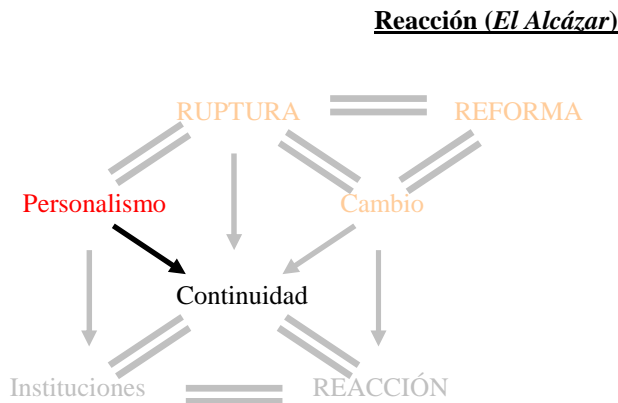 Reacción (El Alcázar)
RUPTURA REFORMA
Personalismo Cambio
Continuidad
Instituciones REACCIÓN